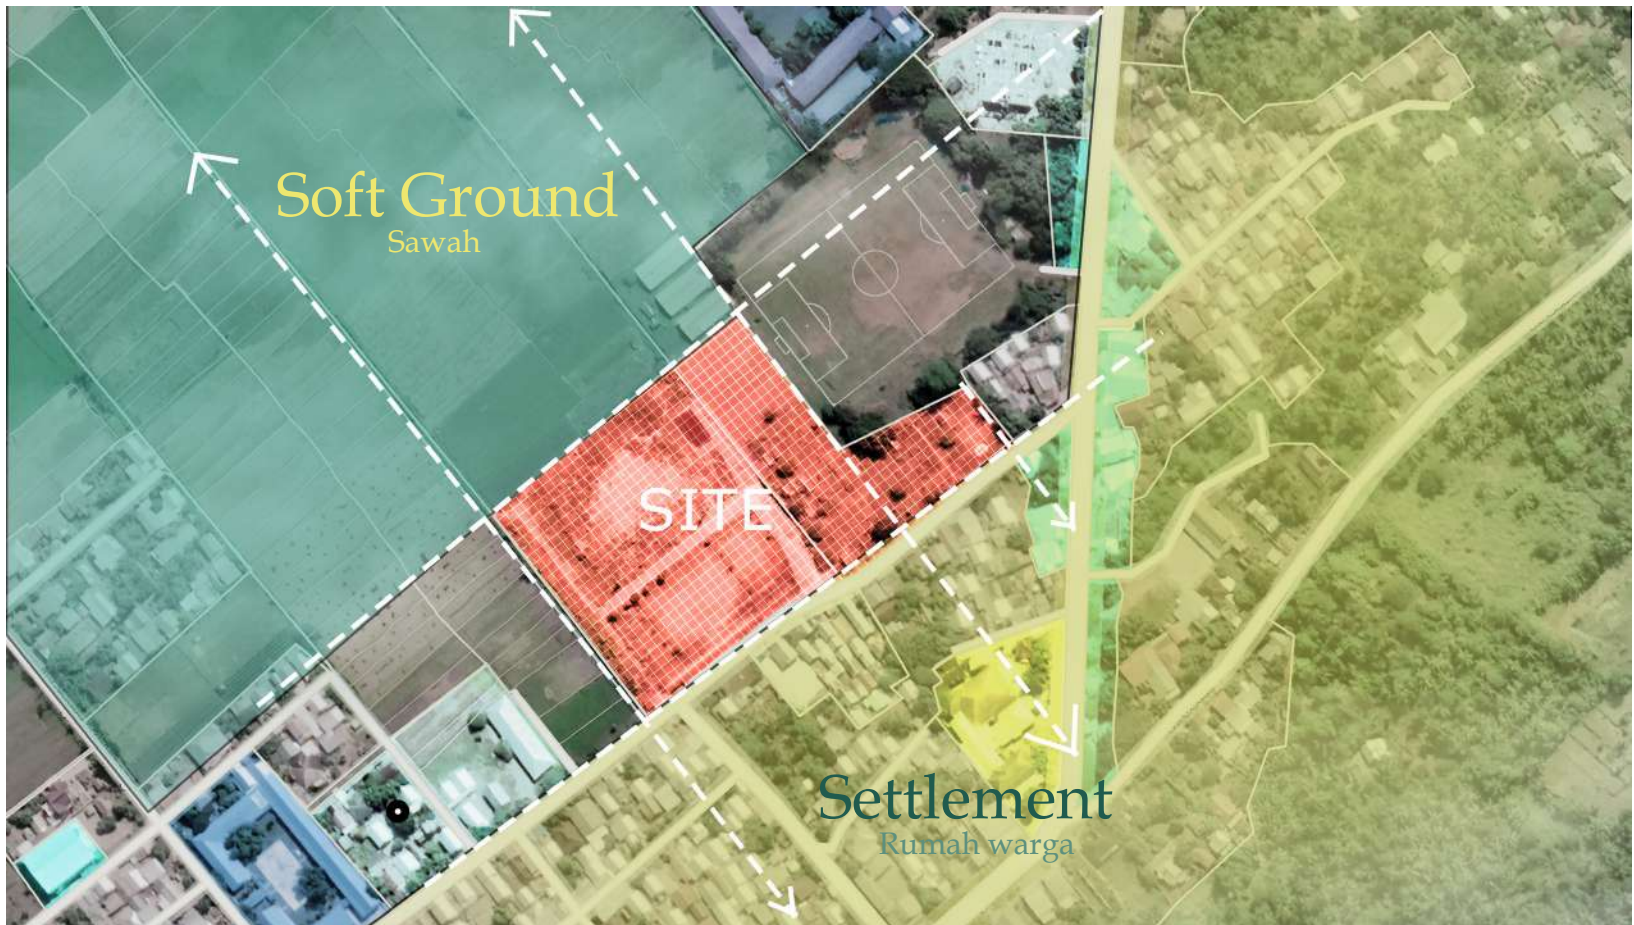 Soft Ground
Sawah
SITE
Settlement
Rumah warga